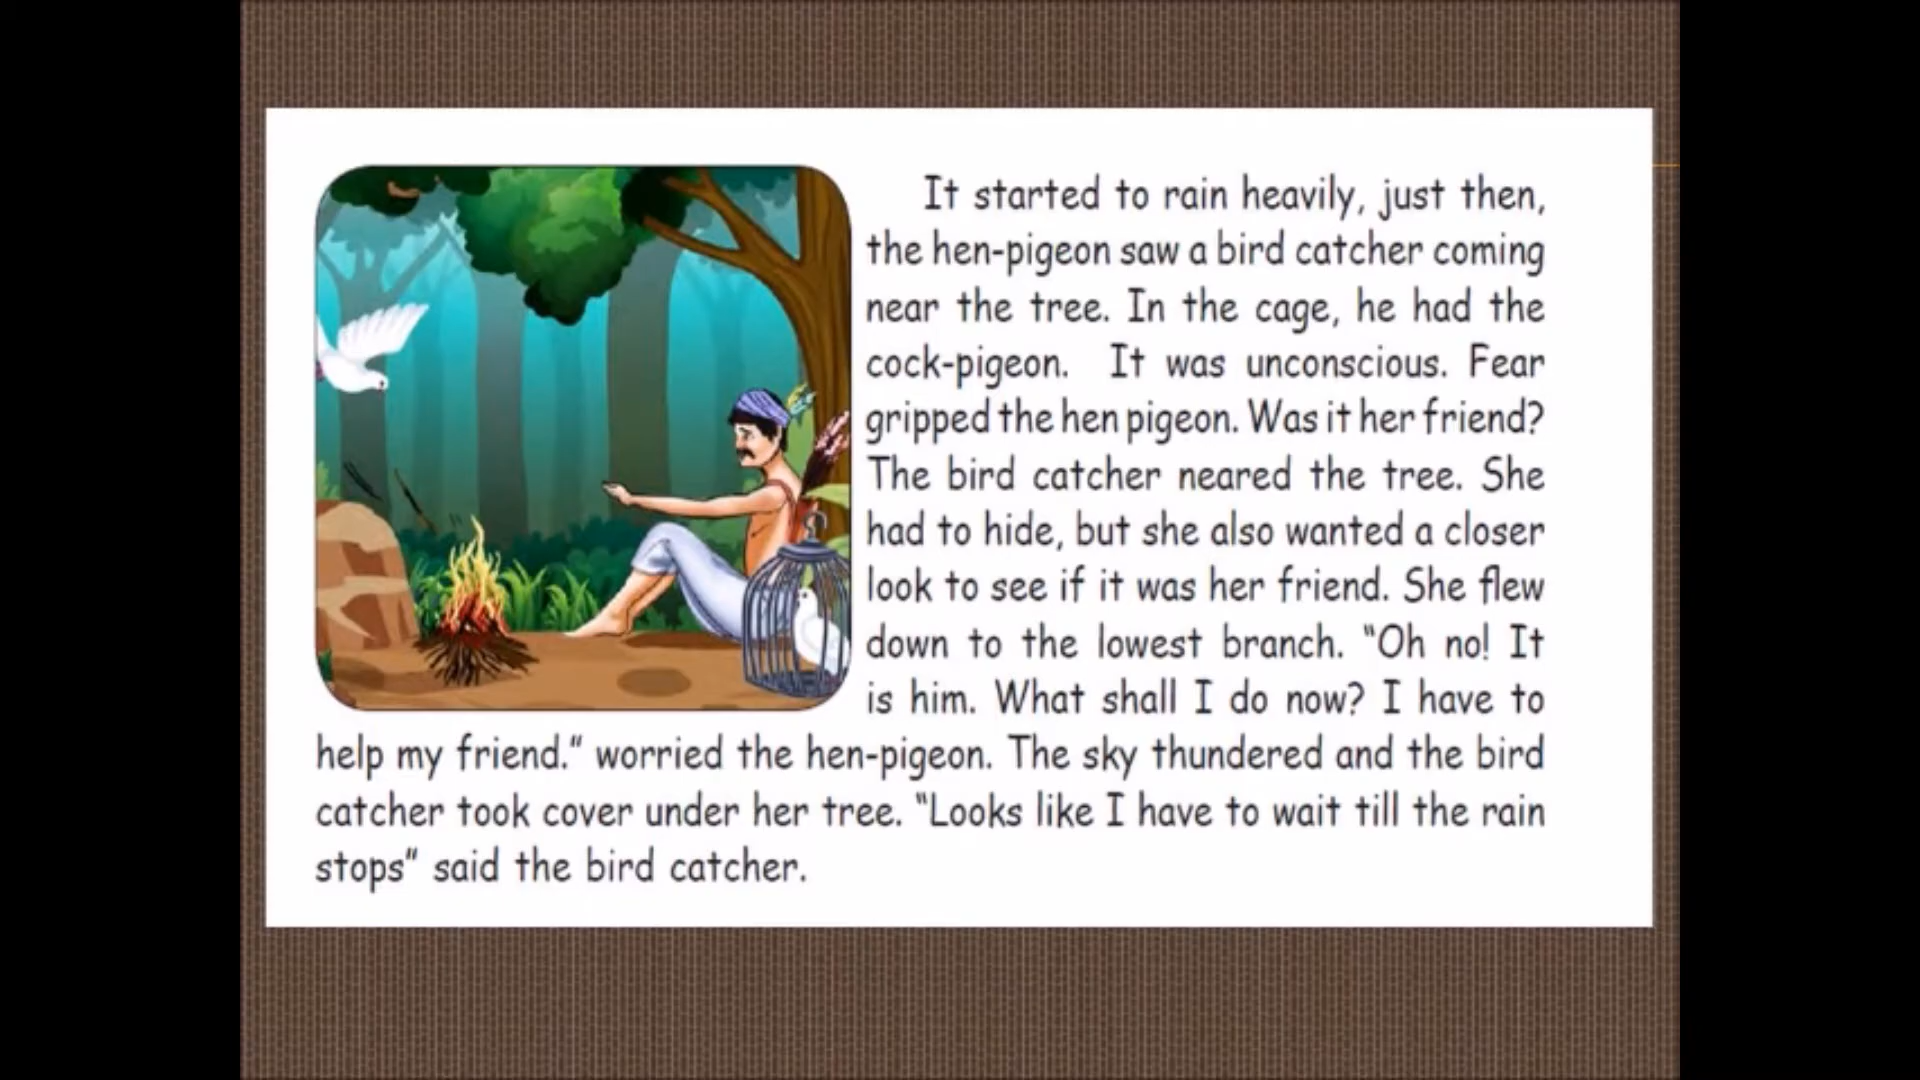 It started to rain heavily, just then,
the hen-pigeon saw a bird catcher coming
near the tree. In the cage, he had the
cock-pigeon. It was unconscious. Fear
gripped the hen pigeon. Was it her friend?
The bird catcher neared the tree. She
had to hide, but she also wanted a closer
look to see if it was her friend. She flew
down to the lowest branch. “Oh no! It
is him. What shall I do now? I have to
help my friend.” worried the hen-pigeon. The sky thundered and the bird
catcher took cover under her tree. “Looks like I have to wait till the rain
stops” said the bird catcher.